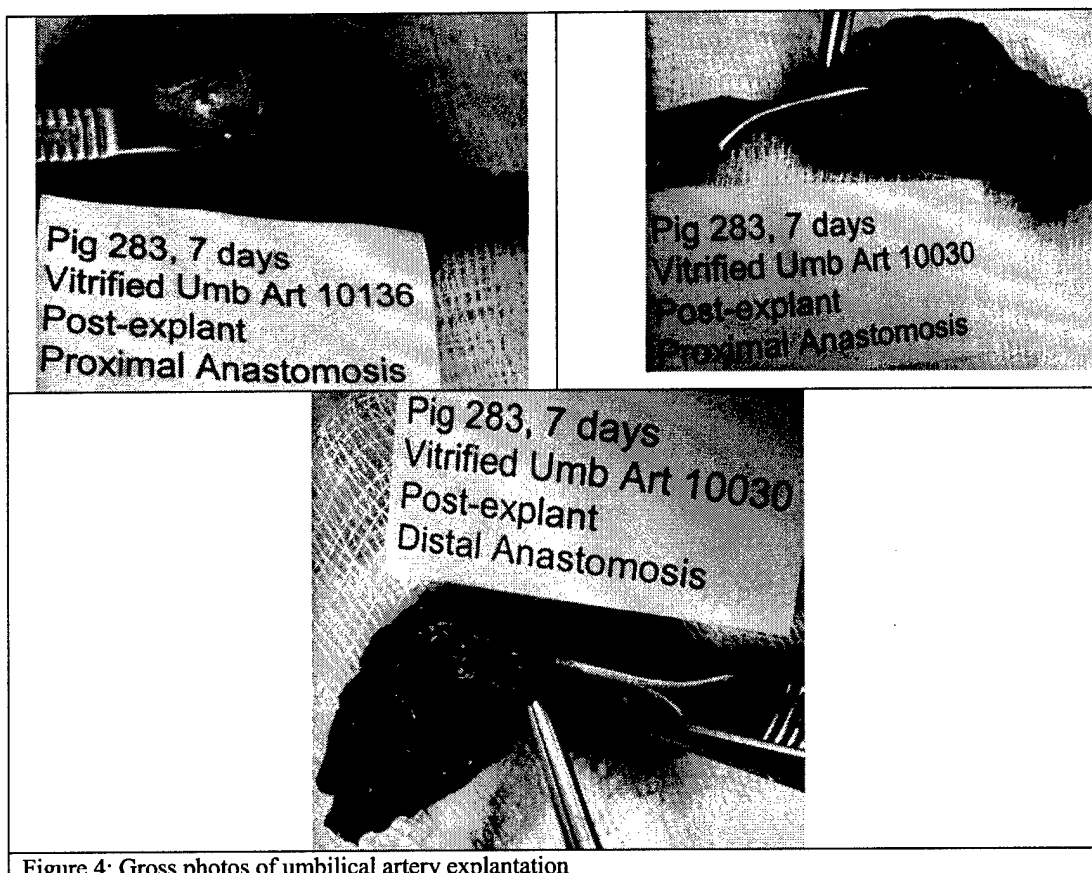 Pig 283, 7 days
Vitrified Umb Art 10136
Post-explant
Proximal Anastomosis
Pig 283, 7 days
Vitrified Umb Art 10030
Post-explant
Proximal Anastomosis
Pig 283, 7 days
Vitrified Umb Art 10030
Post-explant
Distal Anastomosis
Figure 4: Gross photos of umbilical artery explantation